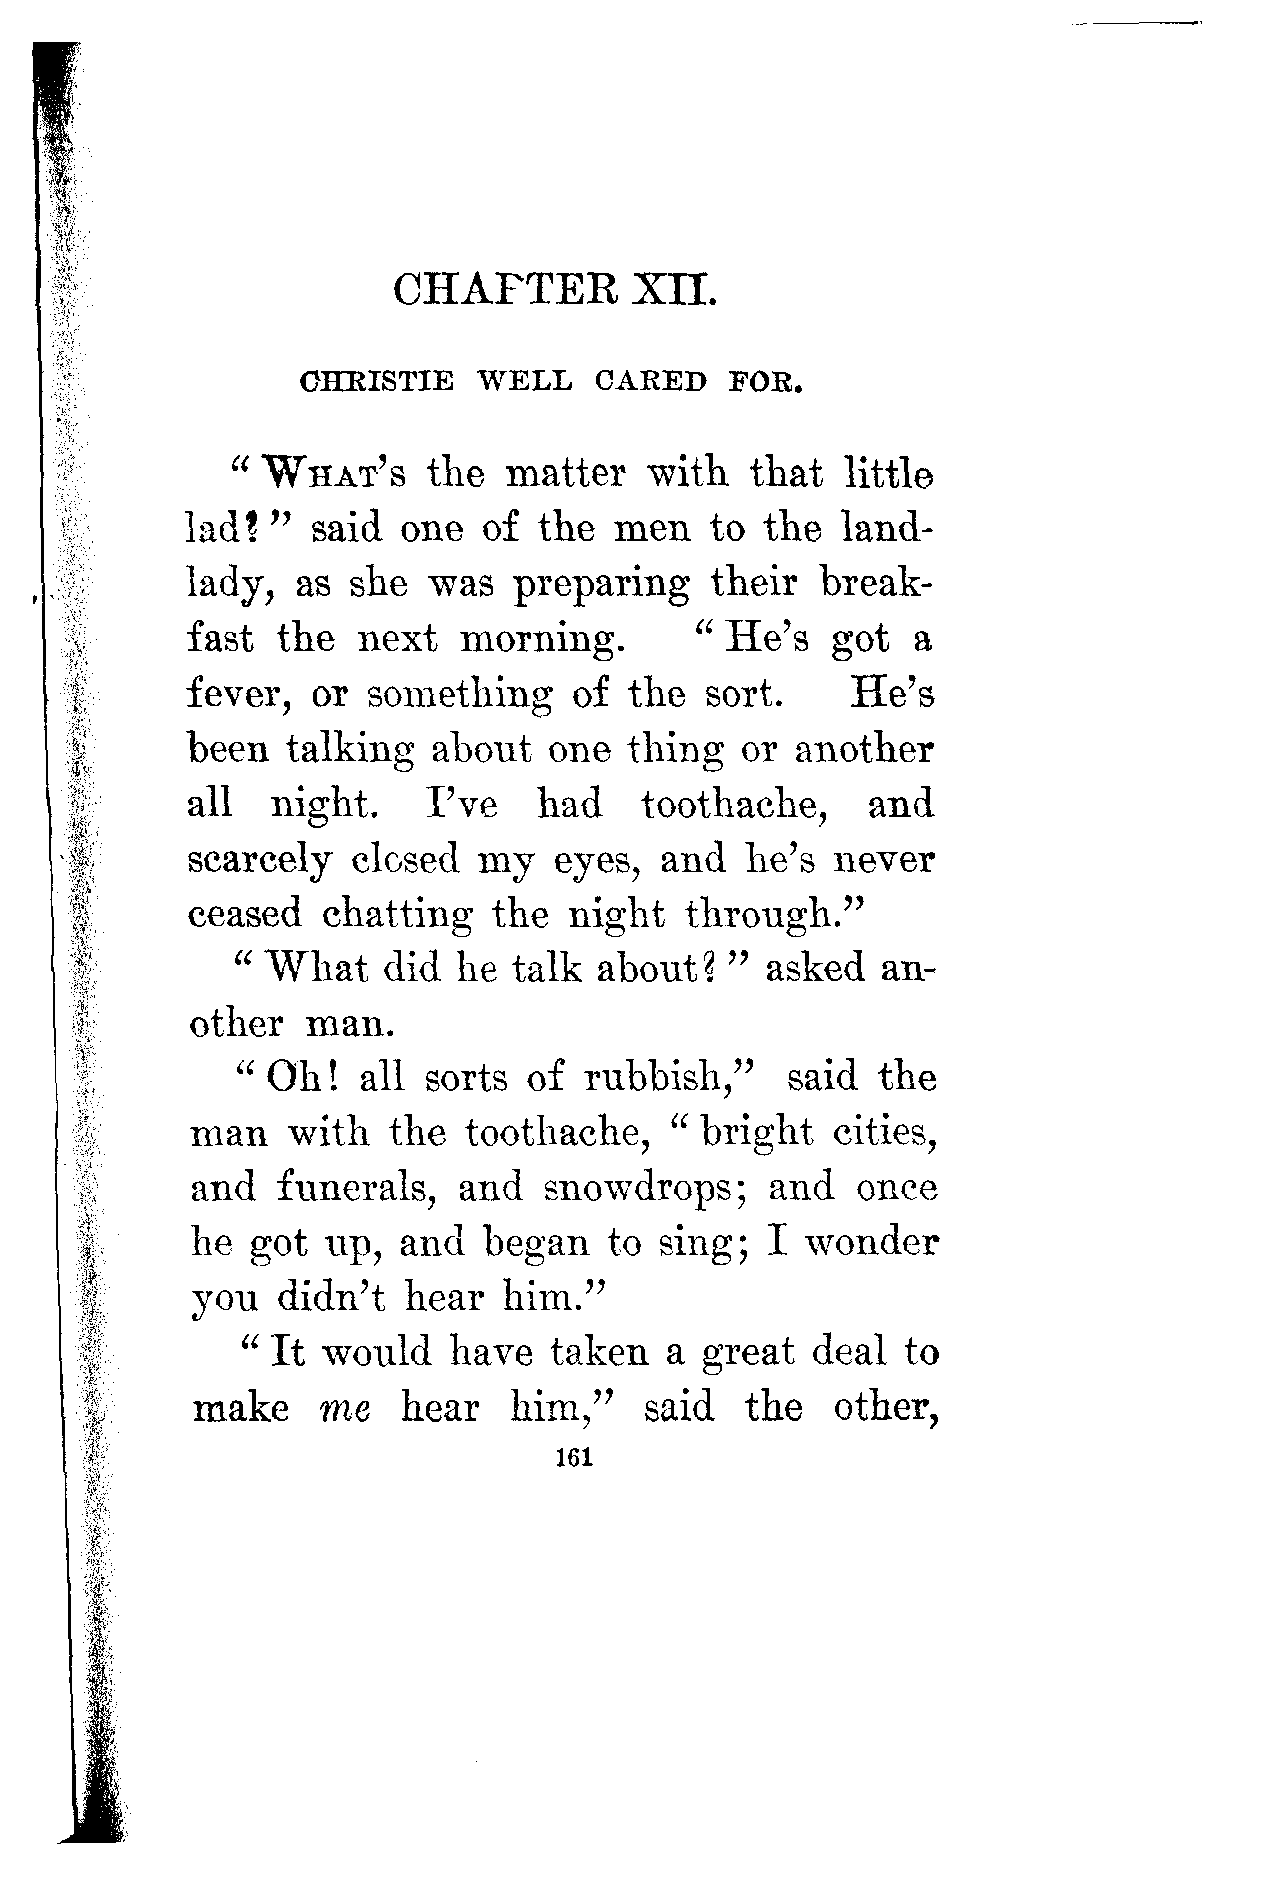 CHAPTER XII.
CHRISTIE WELL CARED FOR.
“ WHAT’S the matter with that little
lad? ” said one of the men to the land-
lady, as she was preparing their break-
fast the next morning. “ He’s got a
fever, or something of the sort. He’s
been talking about one thing or another
all night. I’ve had toothache, and
scarcely closed my eyes, and he’s never
ceased chatting the night through.”
“ What did he talk about? ” asked an-
other man.
“ Oh! all sorts of rubbish,” said the
man with the toothache, “ bright cities,
and funerals, and snowdrops; and once
he got up, and began to sing; I wonder
you didn’t hear him.”
“ It would have taken a great deal to
make me hear him,” said the other,
161